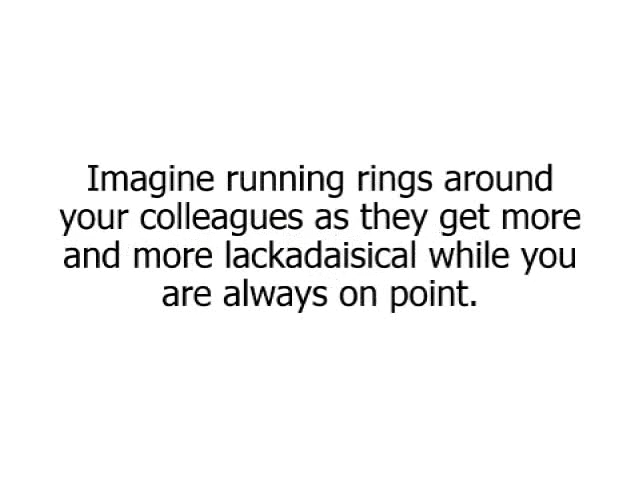 Imagine running rings around
your colleagues as they get more
and more lackadaisical while you
are always on point.